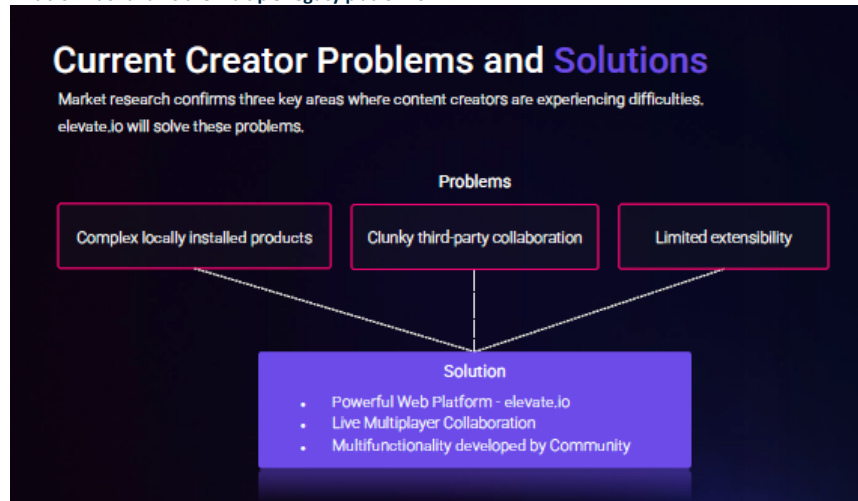 Current Creator Problems and Solutions
Market research confirms three key areas where content creators are experiencing difficulties.
elevate.io will solve these problems.
Problems
Complex locally installed products
Clunky third-party collaboration
Limited extensibility
Solution
• Powerful Web Platform - elevate.io
• Live Multiplayer Collaboration
• Multifunctionality developed by Community